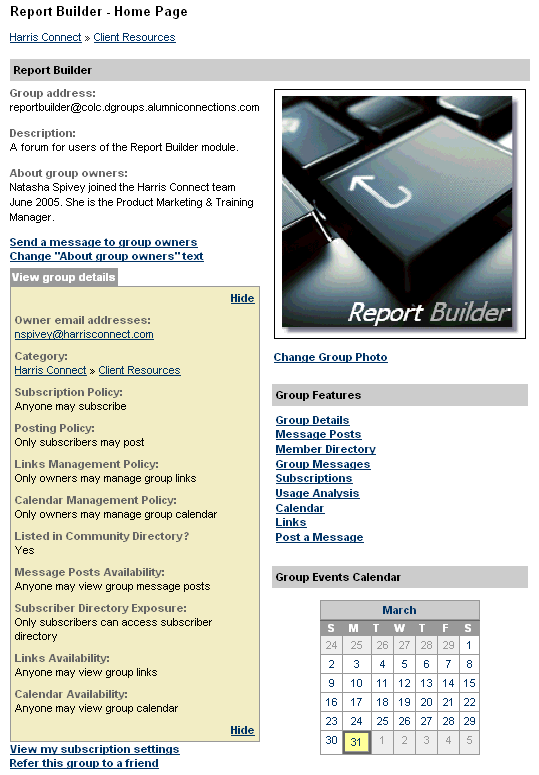 Report Builder - Home Page
Harris Connect » Client Resources
Report Builder
Group address:
reportbuilder@colc.dgroups.alumniconnections.com
Description:
A forum for users of the Report Builder module.
About group owners:
Natasha Spivey joined the Harris Connect team
June 2005. She is the Product Marketing & Training
Manager.
Send a message to group owners
Change "About group owners" text
View group details
Hide
Owner email addresses:
nspivey@harrisconnect.com
Category:
Harris Connect » Client Resources
Subscription Policy:
Anyone may subscribe
Posting Policy:
Only subscribers may post
Links Management Policy:
Only owners may manage group links
Calendar Management Policy:
Only owners may manage group calendar
Listed in Community Directory?
Yes
Message Posts Availability:
Anyone may view group message posts
Subscriber Directory Exposure:
Only subscribers can access subscriber
directory
Links Availability:
Anyone may view group links
Calendar Availability:
Anyone may view group calendar
Hide
View my subscription settings
Refer this group to a friend
Report Builder
Change Group Photo
Group Features
Group Details
Message Posts
Member Directory
Group Messages
Subscriptions
Usage Analysis
Calendar
Links
Post a Message
Group Events Calendar
March
S M T W T F S
24 25 26 27 28 29 1
2 3 4 5 6 7 8
9 10 11 12 13 14 15
16 17 18 19 20 21 22
23 24 25 26 27 28 29
30 31 1 2 3 4 5